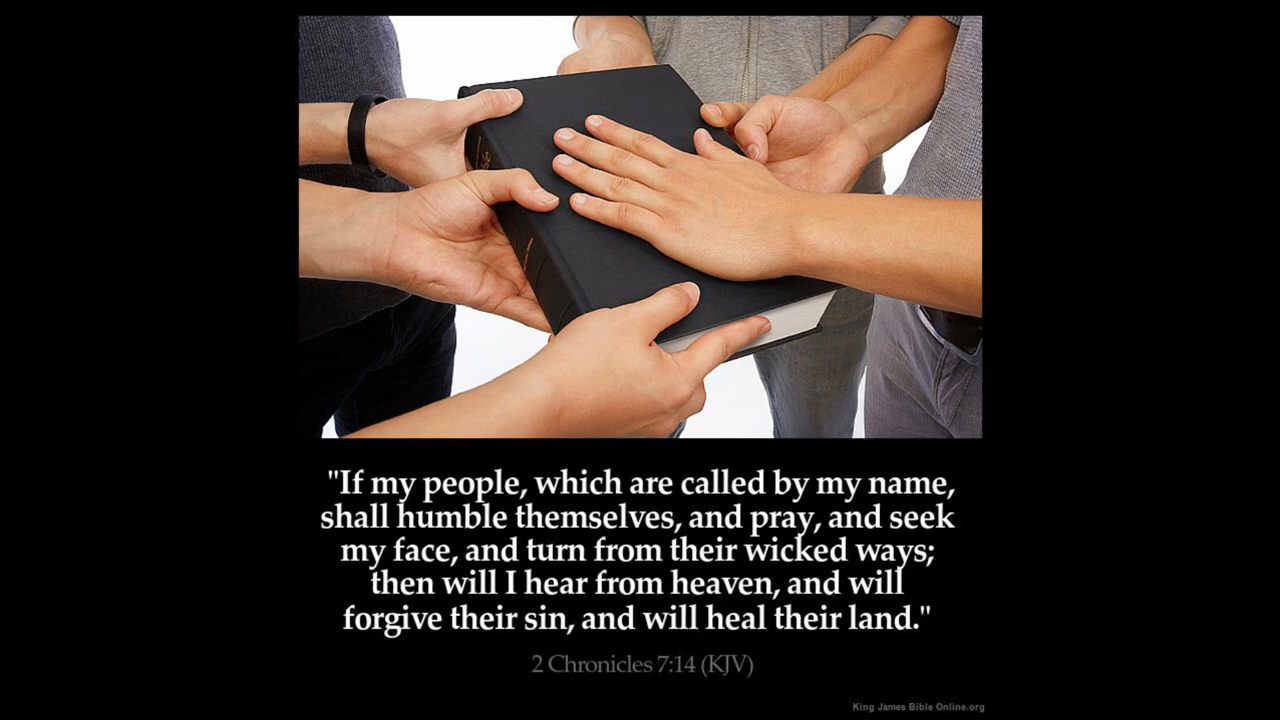 "If my people, which are called by my name,
shall humble themselves, and pray, and seek
my face, and turn from their wicked ways;
then will I hear from heaven, and will
forgive their sin, and will heal their land."
2 Chronicles 7:14 (KJV)
King James Bible Online.org